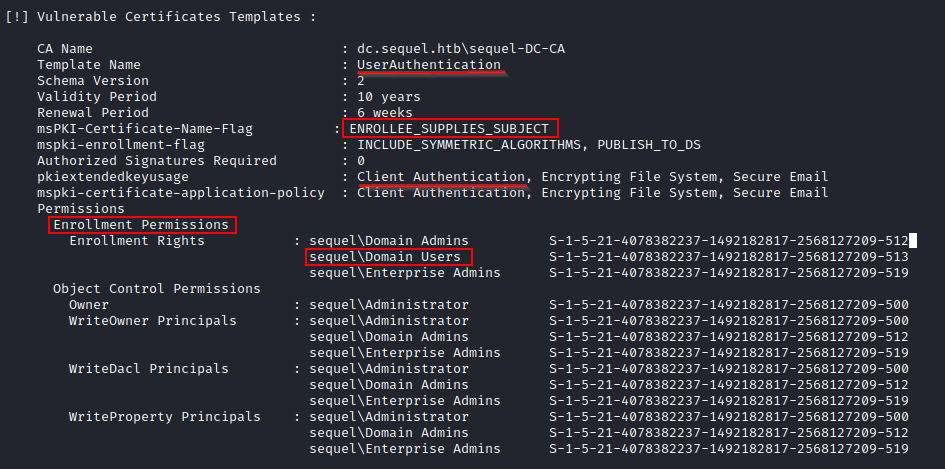 [!] Vulnerable Certificates Templates :
CA Name : dc.sequel.htb\sequel-DC-CA
Template Name : UserAuthentication
Schema Version : 2
Validity Period : 10 years
Renewal Period : 6 weeks
msPKI-Certificate-Name-Flag : ENROLLEE_SUPPLIES_SUBJECT
mspki-enrollment-flag : INCLUDE_SYMMETRIC_ALGORITHMS, PUBLISH_TO_DS
Authorized Signatures Required : 0
pkiextendedkeyusage : Client Authentication, Encrypting File System, Secure Email
mspki-certificate-application-policy : Client Authentication, Encrypting File System, Secure Email
Permissions
Enrollment Permissions
Enrollment Rights : sequel\Domain Admins S-1-5-21-4078382237-1492182817-2568127209-512
sequel\Domain Users S-1-5-21-4078382237-1492182817-2568127209-513
sequel\Enterprise Admins S-1-5-21-4078382237-1492182817-2568127209-519
Object Control Permissions
Owner : sequel\Administrator S-1-5-21-4078382237-1492182817-2568127209-500
WriteOwner Principals : sequel\Administrator S-1-5-21-4078382237-1492182817-2568127209-500
sequel\Domain Admins S-1-5-21-4078382237-1492182817-2568127209-512
sequel\Enterprise Admins S-1-5-21-4078382237-1492182817-2568127209-519
WriteDacl Principals : sequel\Administrator S-1-5-21-4078382237-1492182817-2568127209-500
sequel\Domain Admins S-1-5-21-4078382237-1492182817-2568127209-512
sequel\Enterprise Admins S-1-5-21-4078382237-1492182817-2568127209-519
WriteProperty Principals : sequel\Administrator S-1-5-21-4078382237-1492182817-2568127209-500
sequel\Domain Admins S-1-5-21-4078382237-1492182817-2568127209-512
sequel\Enterprise Admins S-1-5-21-4078382237-1492182817-2568127209-519